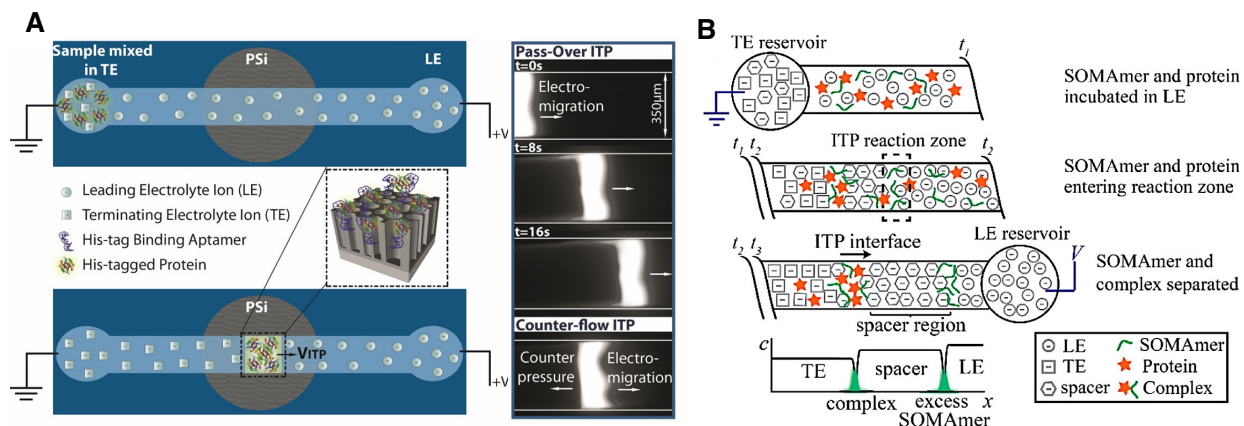 A
Sample mixed
in TE
PSi
LE
+V
Leading Electrolyte Ion (LE)
Terminating Electrolyte Ion (TE)
His-tag Binding Aptamer
His-tagged Protein
PSi
VITP
+V
Pass-Over ITP
t=0s
Electro-
migration
350μm
t=8s
t=16s
Counter-flow ITP
Counter
pressure
Electro-
migration
B
TE reservoir
t1
SOMAmer and protein
incubated in LE
ITP reaction zone
t1 t2
t2
SOMAmer and protein
entering reaction zone
ITP interface
LE reservoir
t2 t3
V
SOMAmer and
complex separated
spacer region
c
TE
spacer
LE
complex
excess
SOMAmer
x
LE
TE
spacer
SOMAmer
Protein
Complex